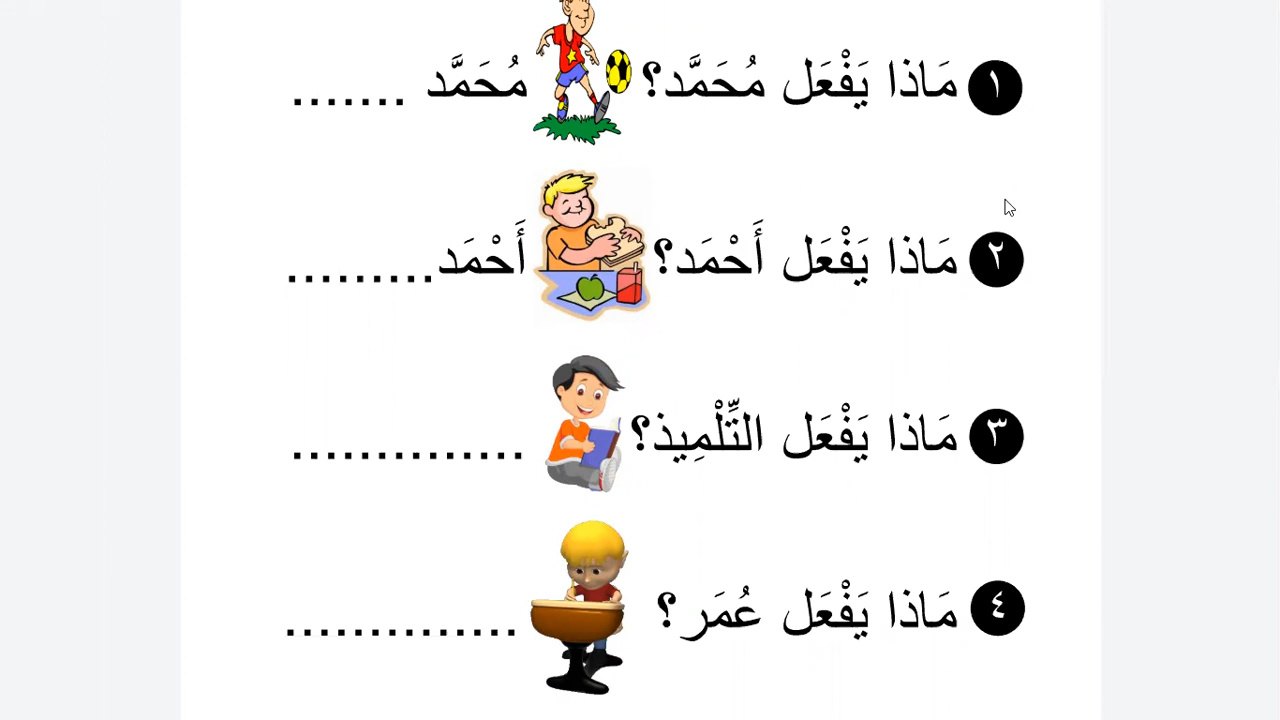 ١ مَاذا يَفْعَل مُحَمَّد؟ مُحَمَّد .......
٢ مَاذا يَفْعَل أَحْمَد؟ أَحْمَد.........
٣ مَاذا يَفْعَل التِّلْمِيذ؟ ..............
٤ مَاذا يَفْعَل عُمَر ؟ ..............